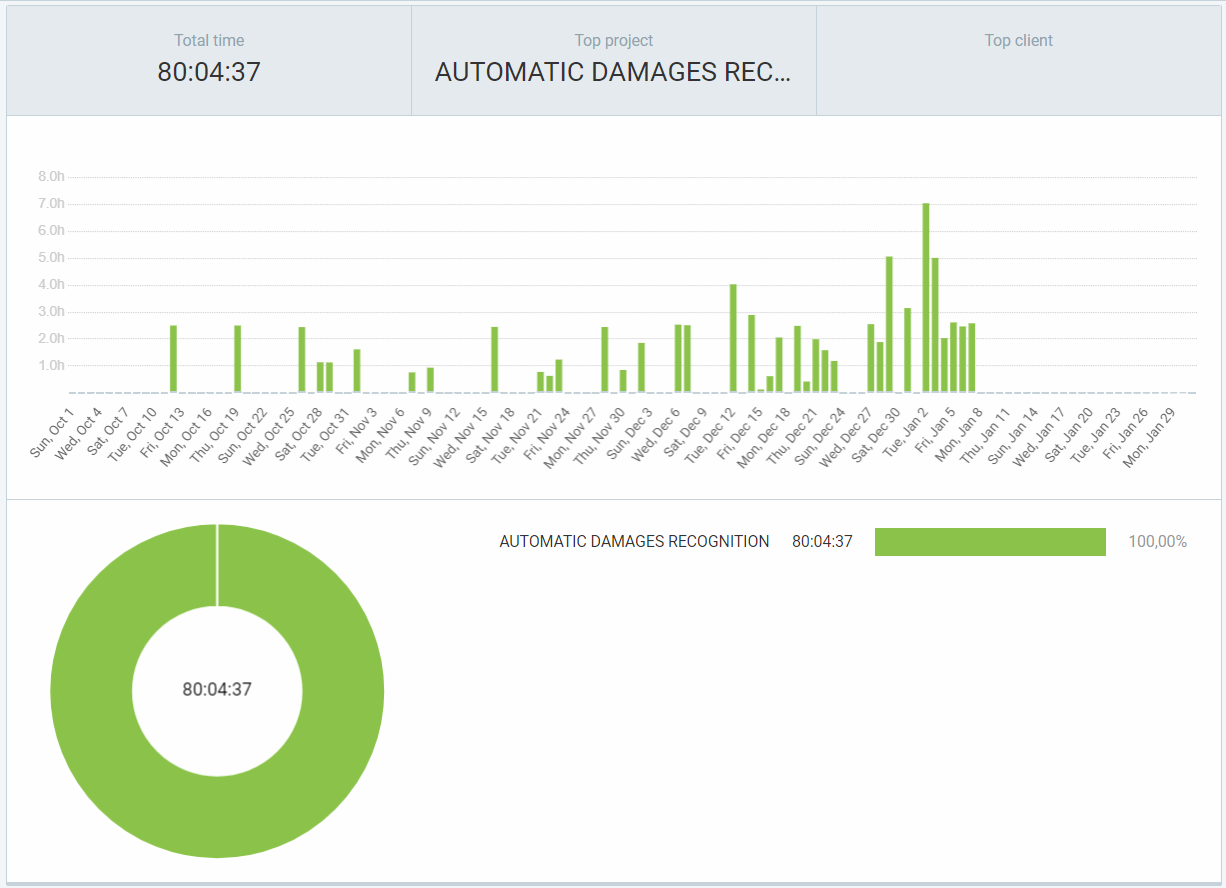 Total time
80:04:37
Top project
AUTOMATIC DAMAGES REC...
Top client
8.0h
7.0h
6.0h
5.0h
4.0h
3.0h
2.0h
1.0h
Sun, Oct 1
Wed, Oct 4
Sat, Oct 7
Tue, Oct 10
Fri, Oct 13
Mon, Oct 16
Thu, Oct 19
Sun, Oct 22
Wed, Oct 25
Sat, Oct 28
Tue, Oct 31
Fri, Nov 3
Mon, Nov 6
Thu, Nov 9
Sun, Nov 12
Wed, Nov 15
Sat, Nov 18
Tue, Nov 21
Fri, Nov 24
Mon, Nov 27
Thu, Nov 30
Sun, Dec 3
Wed, Dec 6
Sat, Dec 9
Tue, Dec 12
Fri, Dec 15
Mon, Dec 18
Thu, Dec 21
Sun, Dec 24
Wed, Dec 27
Sat, Dec 30
Tue, Jan 2
Fri, Jan 5
Mon, Jan 8
Thu, Jan 11
Sun, Jan 14
Wed, Jan 17
Sat, Jan 20
Tue, Jan 23
Fri, Jan 26
Mon, Jan 29
AUTOMATIC DAMAGES RECOGNITION 80:04:37 100,00%
80:04:37